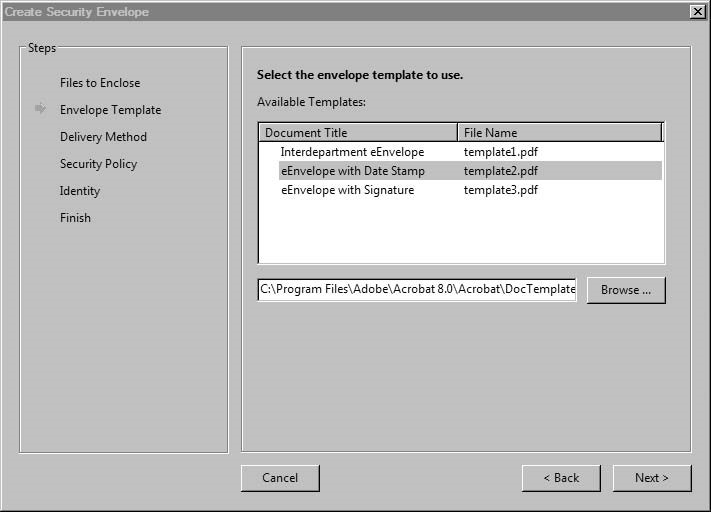 Create Security Envelope
Steps
Files to Enclose
Envelope Template
Delivery Method
Security Policy
Identity
Finish
Select the envelope template to use.
Available Templates:
Document Title File Name
Interdepartment eEnvelope template1.pdf
eEnvelope with Date Stamp template2.pdf
eEnvelope with Signature template3.pdf
C:\Program Files\Adobe\Acrobat 8.0\Acrobat\DocTemplate Browse ...
Cancel < Back Next >